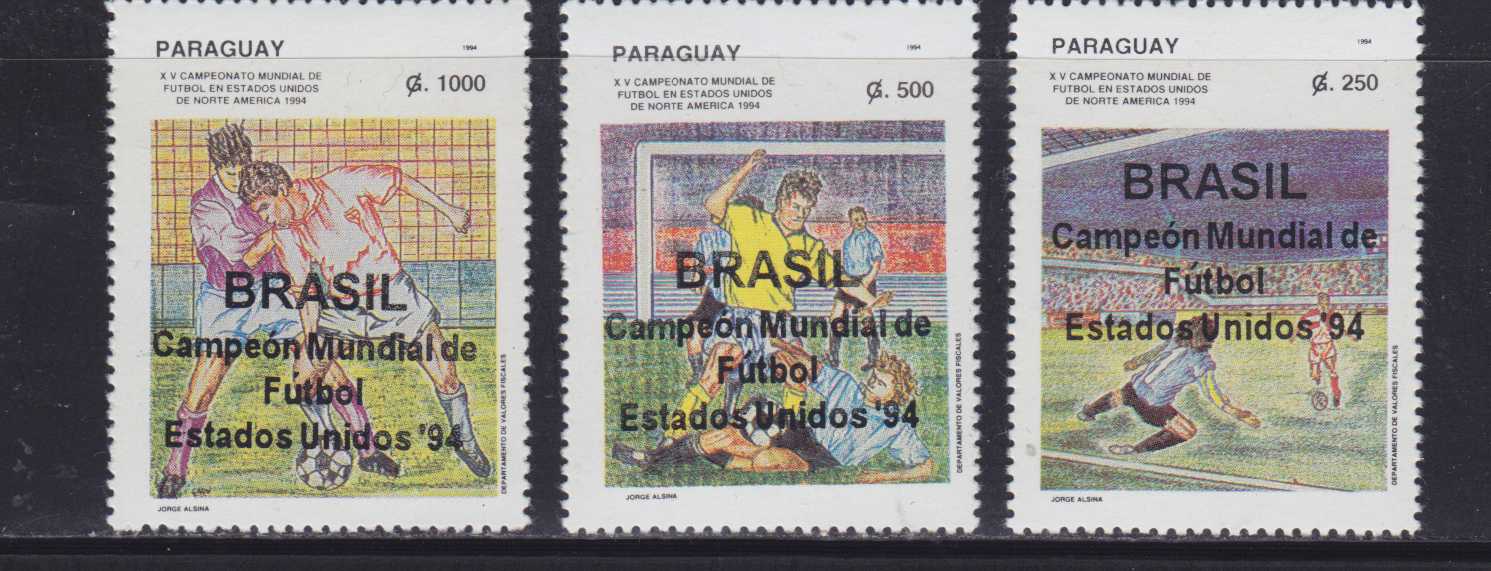 PARAGUAY
1994
X V CAMPEONATO MUNDIAL DE
FUTBOL EN ESTADOS UNIDOS
DE NORTE AMERICA 1994
₲. 1000
BRASIL
Campeón Mundial de
Fútbol
Estados Unidos '94
DEPARTAMENTO DE VALORES FISCALES
JORGE ALSINA
PARAGUAY
1994
X V CAMPEONATO MUNDIAL DE
FUTBOL EN ESTADOS UNIDOS
DE NORTE AMERICA 1994
₲. 500
BRASIL
Campeón Mundial de
Fútbol
Estados Unidos '94
DEPARTAMENTO DE VALORES FISCALES
JORGE ALSINA
PARAGUAY
1994
X V CAMPEONATO MUNDIAL DE
FUTBOL EN ESTADOS UNIDOS
DE NORTE AMERICA 1994
₲. 250
BRASIL
Campeón Mundial de
Fútbol
Estados Unidos '94
DEPARTAMENTO DE VALORES FISCALES
JORGE ALSINA